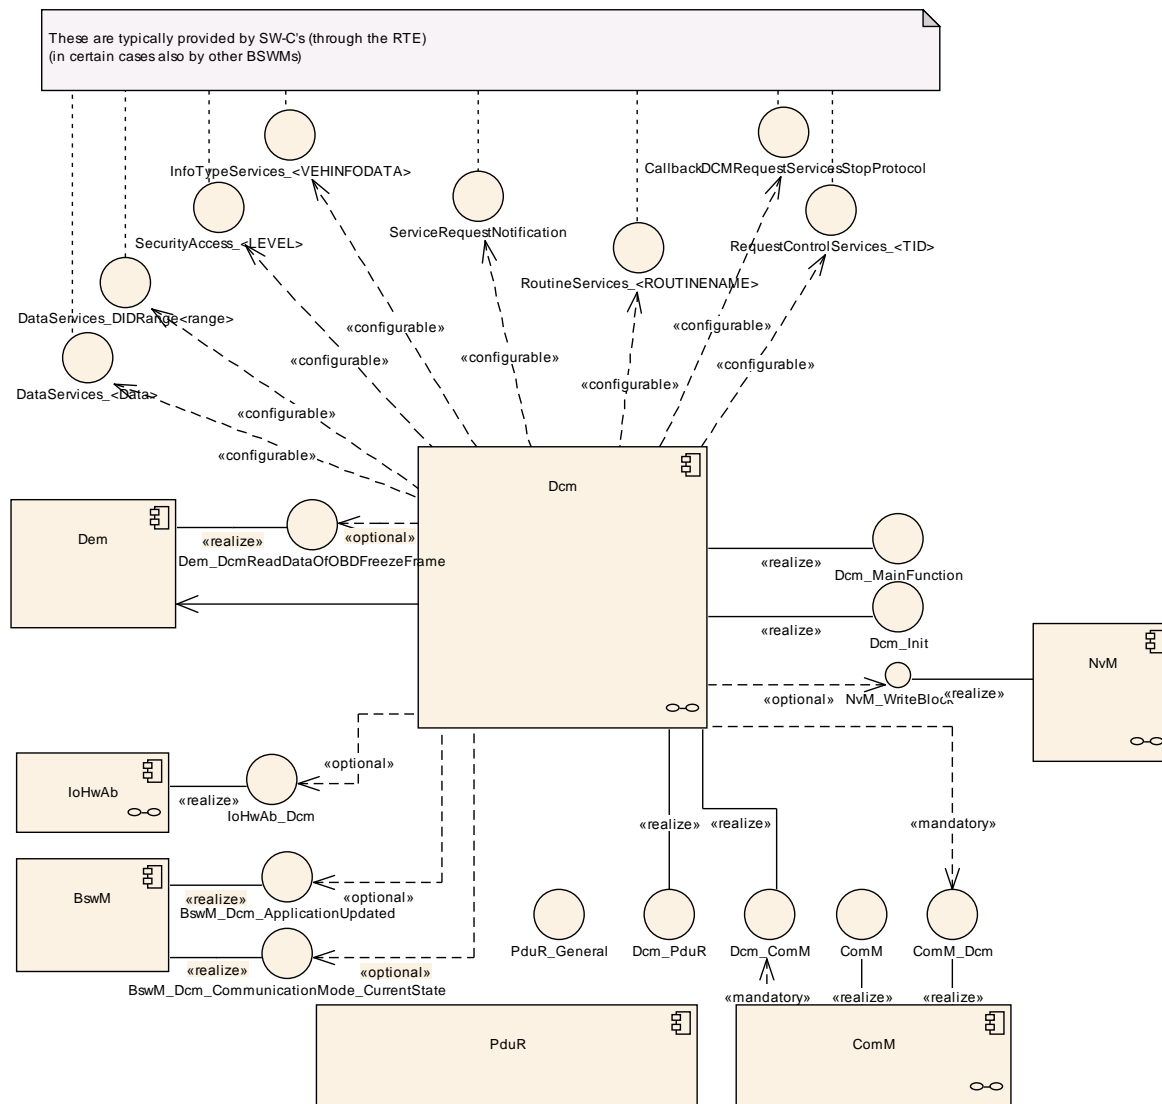 These are typically provided by SW-C's (through the RTE)
(in certain cases also by other BSWMs)
InfoTypeServices_<VEHINFODATA>
CallbackDCMRequestServicesStopProtocol
SecurityAccess_<LEVEL>
ServiceRequestNotification
RequestControlServices_<TID>
RoutineServices_<ROUTINENAME>
DataServices_DIDRange<range>
«configurable»
«configurable»
«configurable»
«configurable»
«configurable»
«configurable»
DataServices_<Data>
«configurable»
«configurable»
Dcm
Dem
«realize»
«optional»
Dem_DcmReadDataOfOBDFreezeFrame
«realize»
Dcm_MainFunction
«realize»
Dcm_Init
NvM
«optional»
NvM_WriteBlock
«realize»
«optional»
IoHwAb
«realize»
IoHwAb_Dcm
«realize»
«realize»
«mandatory»
BswM
«realize»
«optional»
BswM_Dcm_ApplicationUpdated
PduR_General
Dcm_PduR
Dcm_ComM
ComM
ComM_Dcm
«realize»
«optional»
BswM_Dcm_CommunicationMode_CurrentState
«mandatory»
«realize»
«realize»
PduR
ComM